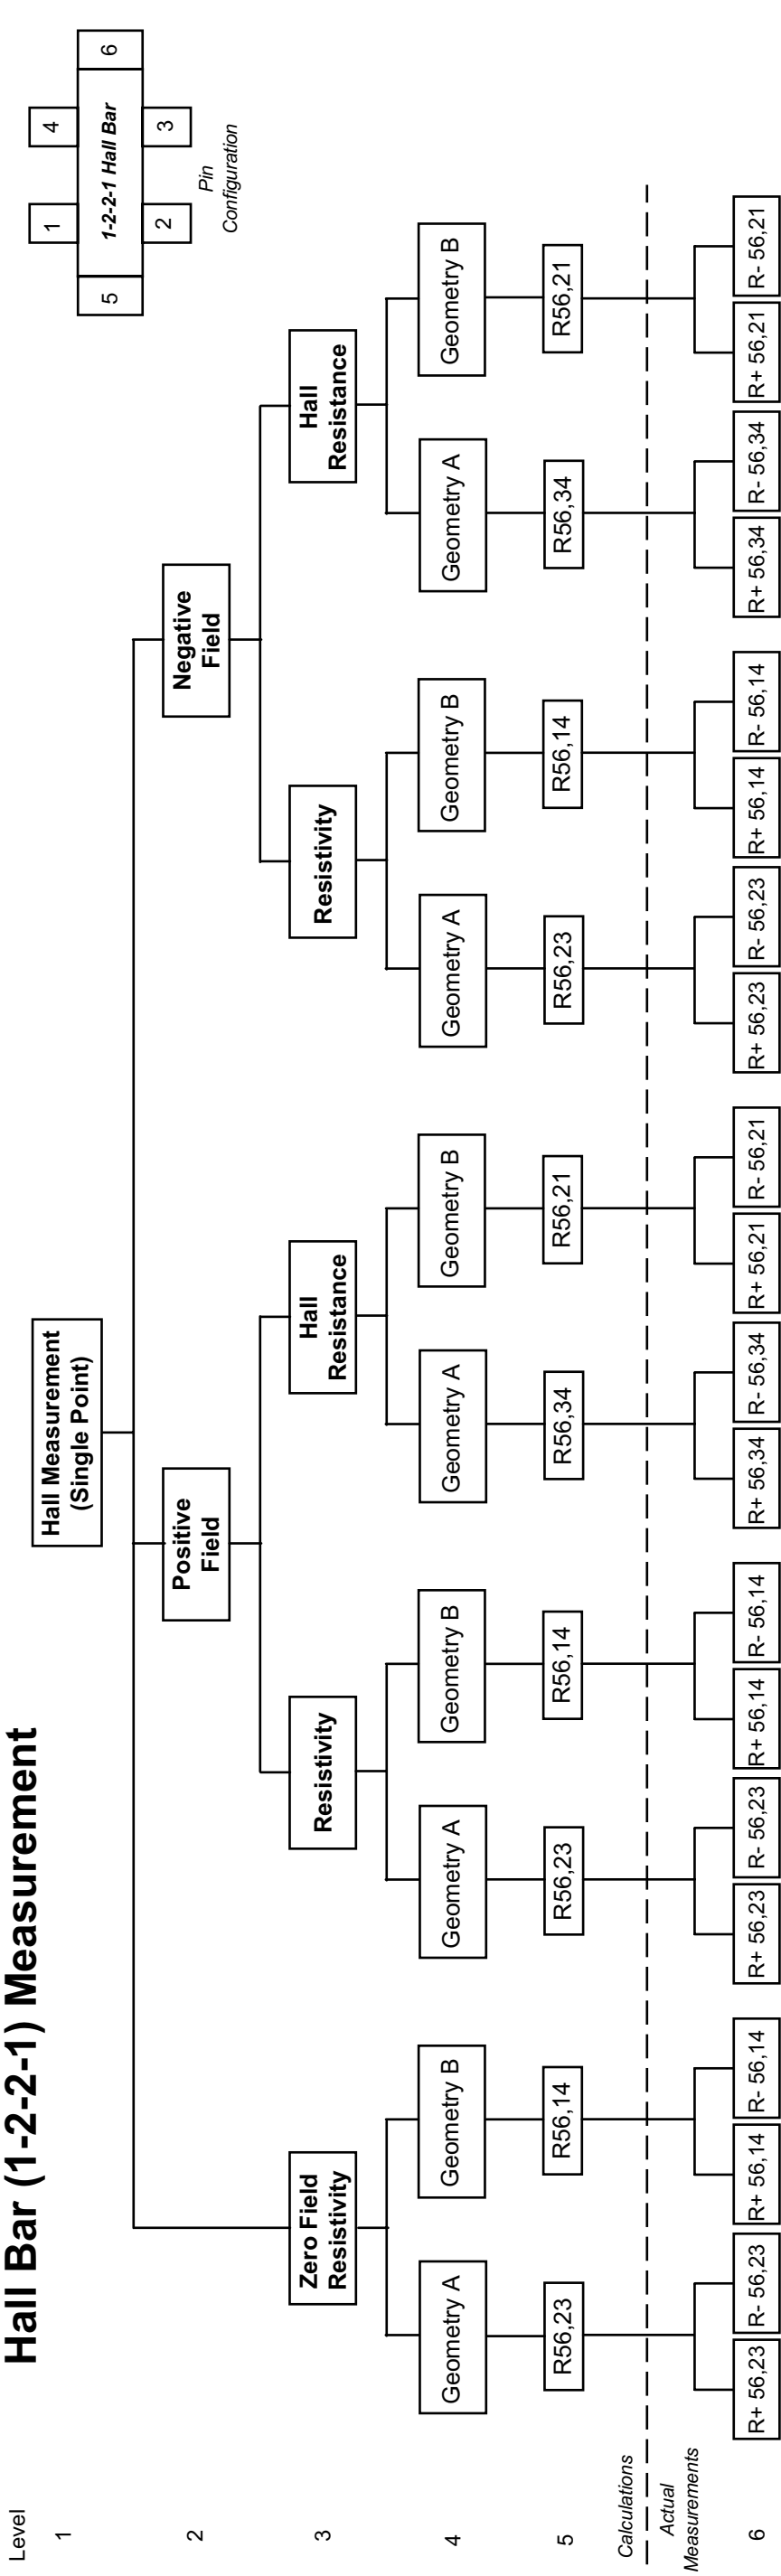 Hall Bar (1-2-2-1) Measurement
Level
1
Hall Measurement
(Single Point)
1
4
5
1-2-2-1 Hall Bar
6
2
3
Pin
Configuration
2
Positive
Field
Negative
Field
3
Zero Field
Resistivity
Resistivity
Hall
Resistance
Resistivity
Hall
Resistance
4
Geometry A
Geometry B
Geometry A
Geometry B
Geometry A
Geometry B
Geometry A
Geometry B
Geometry A
Geometry B
5
R56,23
R56,14
R56,23
R56,14
R56,34
R56,21
R56,23
R56,14
R56,34
R56,21
Calculations
Actual
Measurements
6
R+ 56,23
R- 56,23
R+ 56,14
R- 56,14
R+ 56,23
R- 56,23
R+ 56,14
R- 56,14
R+ 56,34
R- 56,34
R+ 56,21
R- 56,21
R+ 56,23
R- 56,23
R+ 56,14
R- 56,14
R+ 56,34
R- 56,34
R+ 56,21
R- 56,21